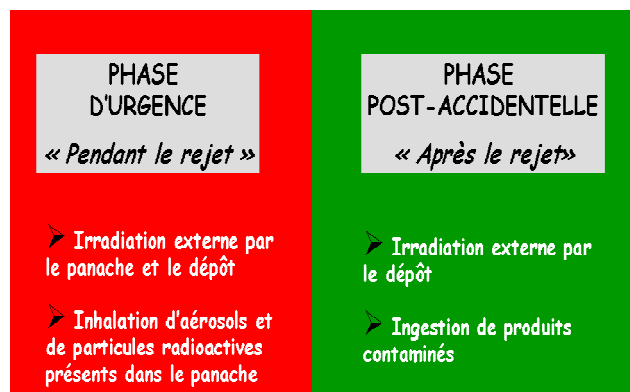 PHASE
D'URGENCE
« Pendant le rejet »
➢ Irradiation externe par
le panache et le dépôt
➢ Inhalation d'aérosols et
de particules radioactives
présents dans le panache
PHASE
POST-ACCIDENTELLE
« Après le rejet»
➢ Irradiation externe par
le dépôt
➢ Ingestion de produits
contaminés